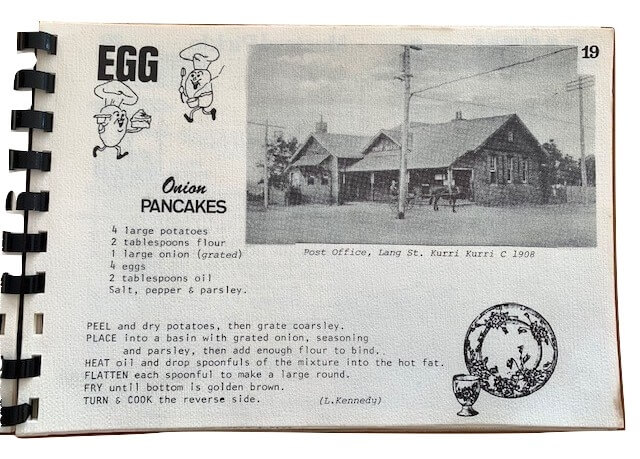 EGG
19
Onion
PANCAKES
4 large potatoes
2 tablespoons flour
1 large onion (grated)
4 eggs
2 tablespoons oil
Salt, pepper & parsley.
Post Office, Lang St. Kurri Kurri C 1908
PEEL and dry potatoes, then grate coarsley.
PLACE into a basin with grated onion, seasoning
and parsley, then add enough flour to bind.
HEAT oil and drop spoonfuls of the mixture into the hot fat.
FLATTEN each spoonful to make a large round.
FRY until bottom is golden brown.
TURN & COOK the reverse side. (L.Kennedy)